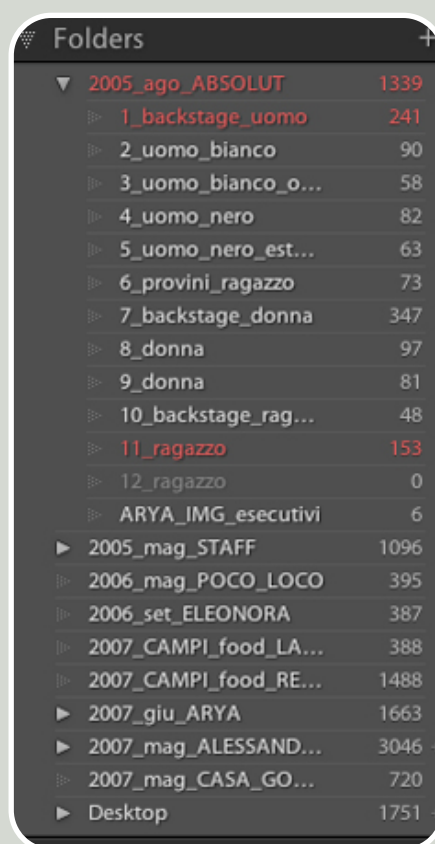 Folders +
2005_ago_ABSOLUT 1339
1_backstage_uomo 241
2_uomo_bianco 90
3_uomo_bianco_o... 58
4_uomo_nero 82
5_uomo_nero_est... 63
6_provini_ragazzo 73
7_backstage_donna 347
8_donna 97
9_donna 81
10_backstage_rag... 48
11_ragazzo 153
12_ragazzo 0
ARYA_IMG_esecutivi 6
2005_mag_STAFF 1096
2006_mag_POCO_LOCO 395
2006_set_ELEONORA 387
2007_CAMPI_food_LA... 388
2007_CAMPI_food_RE... 1488
2007_giu_ARYA 1663
2007_mag_ALESSAND... 3046
2007_mag_CASA_GO... 720
Desktop 1751